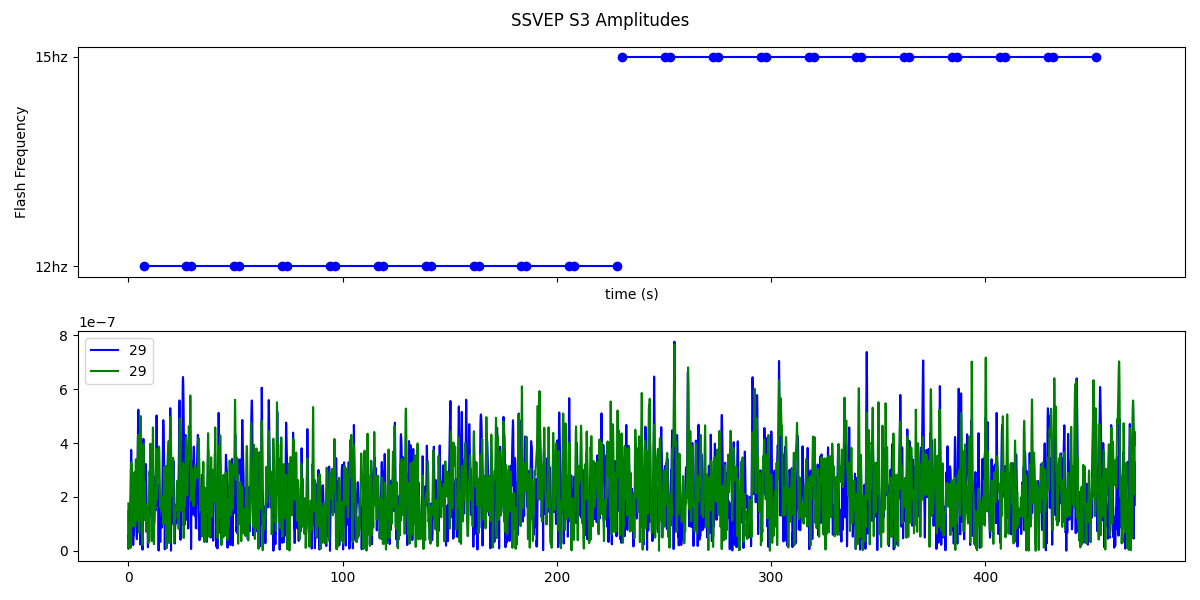 SSVEP S3 Amplitudes
15hz
Flash Frequency
12hz
time (s)
1e−7
8
29
29
6
4
2
0
0 100 200 300 400